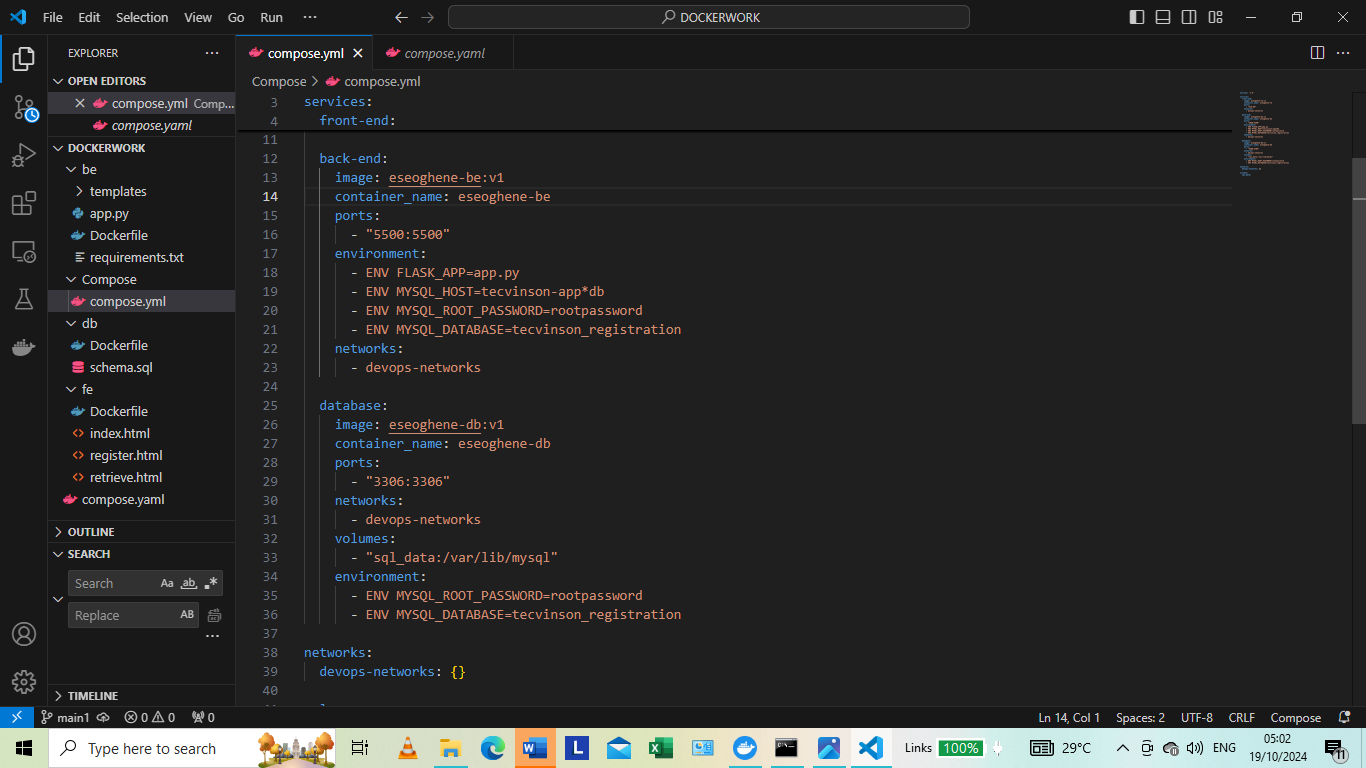 File Edit Selection View Go Run ···
DOCKERWORK
EXPLORER ···
compose.yml
compose.yaml
OPEN EDITORS
compose.yml Comp...
compose.yaml
DOCKERWORK
be
templates
app.py
Dockerfile
requirements.txt
Compose
compose.yml
db
Dockerfile
schema.sql
fe
Dockerfile
index.html
register.html
retrieve.html
compose.yaml
OUTLINE
SEARCH
Search Aa ab .*
Replace AB
···
TIMELINE
Compose > compose.yml
3 services:
4 front-end:
11
12 back-end:
13 image: eseoghene-be:v1
14 container_name: eseoghene-be
15 ports:
16 - "5500:5500"
17 environment:
18 - ENV FLASK_APP=app.py
19 - ENV MYSQL_HOST=tecvinson-app*db
20 - ENV MYSQL_ROOT_PASSWORD=rootpassword
21 - ENV MYSQL_DATABASE=tecvinson_registration
22 networks:
23 - devops-networks
24
25 database:
26 image: eseoghene-db:v1
27 container_name: eseoghene-db
28 ports:
29 - "3306:3306"
30 networks:
31 - devops-networks
32 volumes:
33 - "sql_data:/var/lib/mysql"
34 environment:
35 - ENV MYSQL_ROOT_PASSWORD=rootpassword
36 - ENV MYSQL_DATABASE=tecvinson_registration
37
38 networks:
39 devops-networks: {}
40
main1 0 0 0 Ln 14, Col 1 Spaces: 2 UTF-8 CRLF Compose
Type here to search Links 100% 29°C ENG 05:02
19/10/2024
11